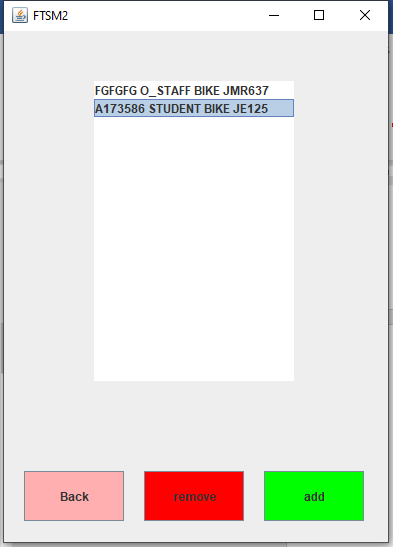 FTSM2
FGFGFG O_STAFF BIKE JMR637
A173586 STUDENT BIKE JE125
Back
remove
add